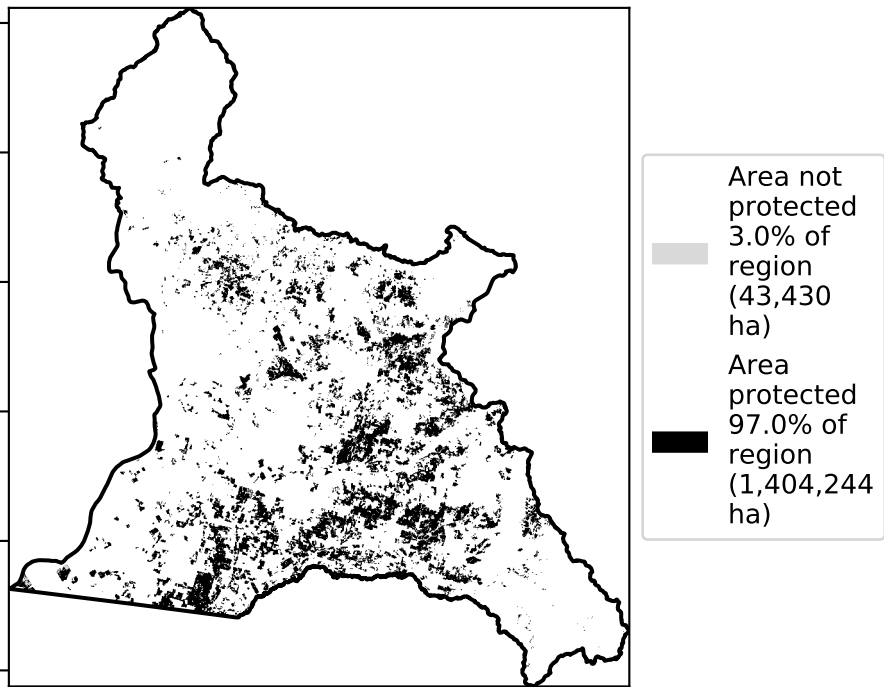 Area not
protected
3.0% of
region
(43,430
ha)
Area
protected
97.0% of
region
(1,404,244
ha)